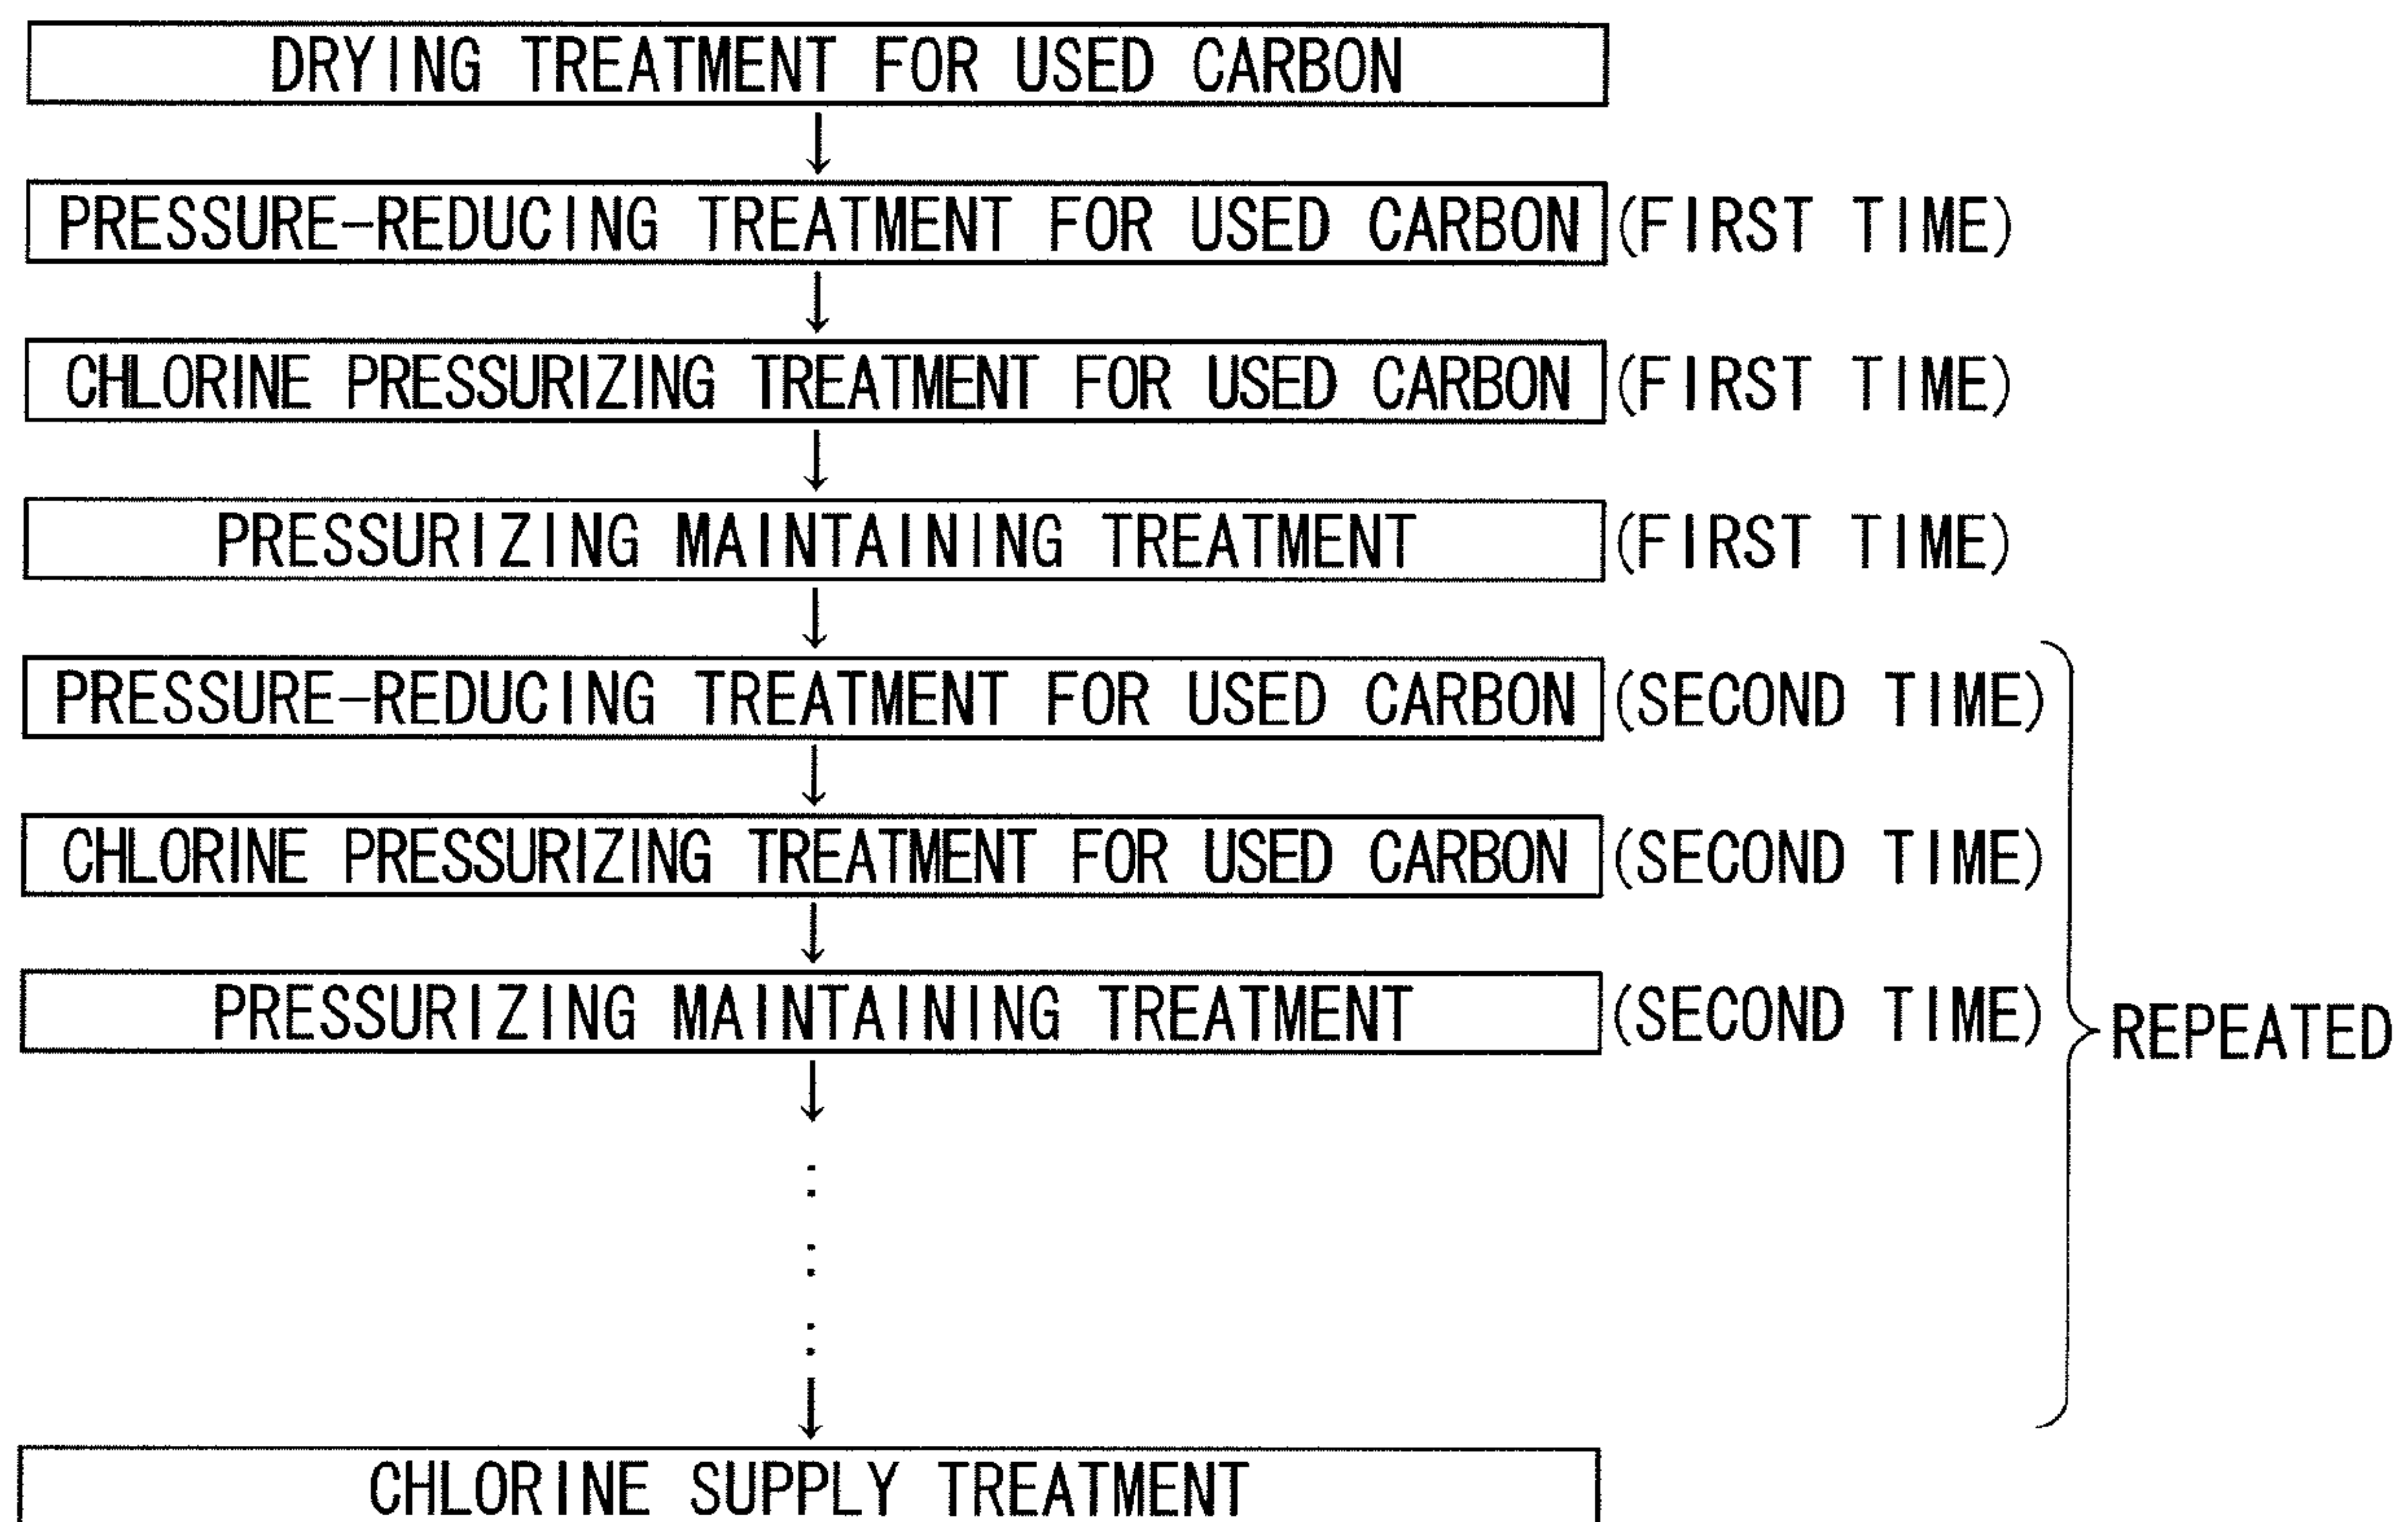 DRYING TREATMENT FOR USED CARBON
PRESSURE-REDUCING TREATMENT FOR USED CARBON (FIRST TIME)
CHLORINE PRESSURIZING TREATMENT FOR USED CARBON (FIRST TIME)
PRESSURIZING MAINTAINING TREATMENT (FIRST TIME)
PRESSURE-REDUCING TREATMENT FOR USED CARBON (SECOND TIME)
CHLORINE PRESSURIZING TREATMENT FOR USED CARBON (SECOND TIME)
PRESSURIZING MAINTAINING TREATMENT (SECOND TIME)
REPEATED
CHLORINE SUPPLY TREATMENT